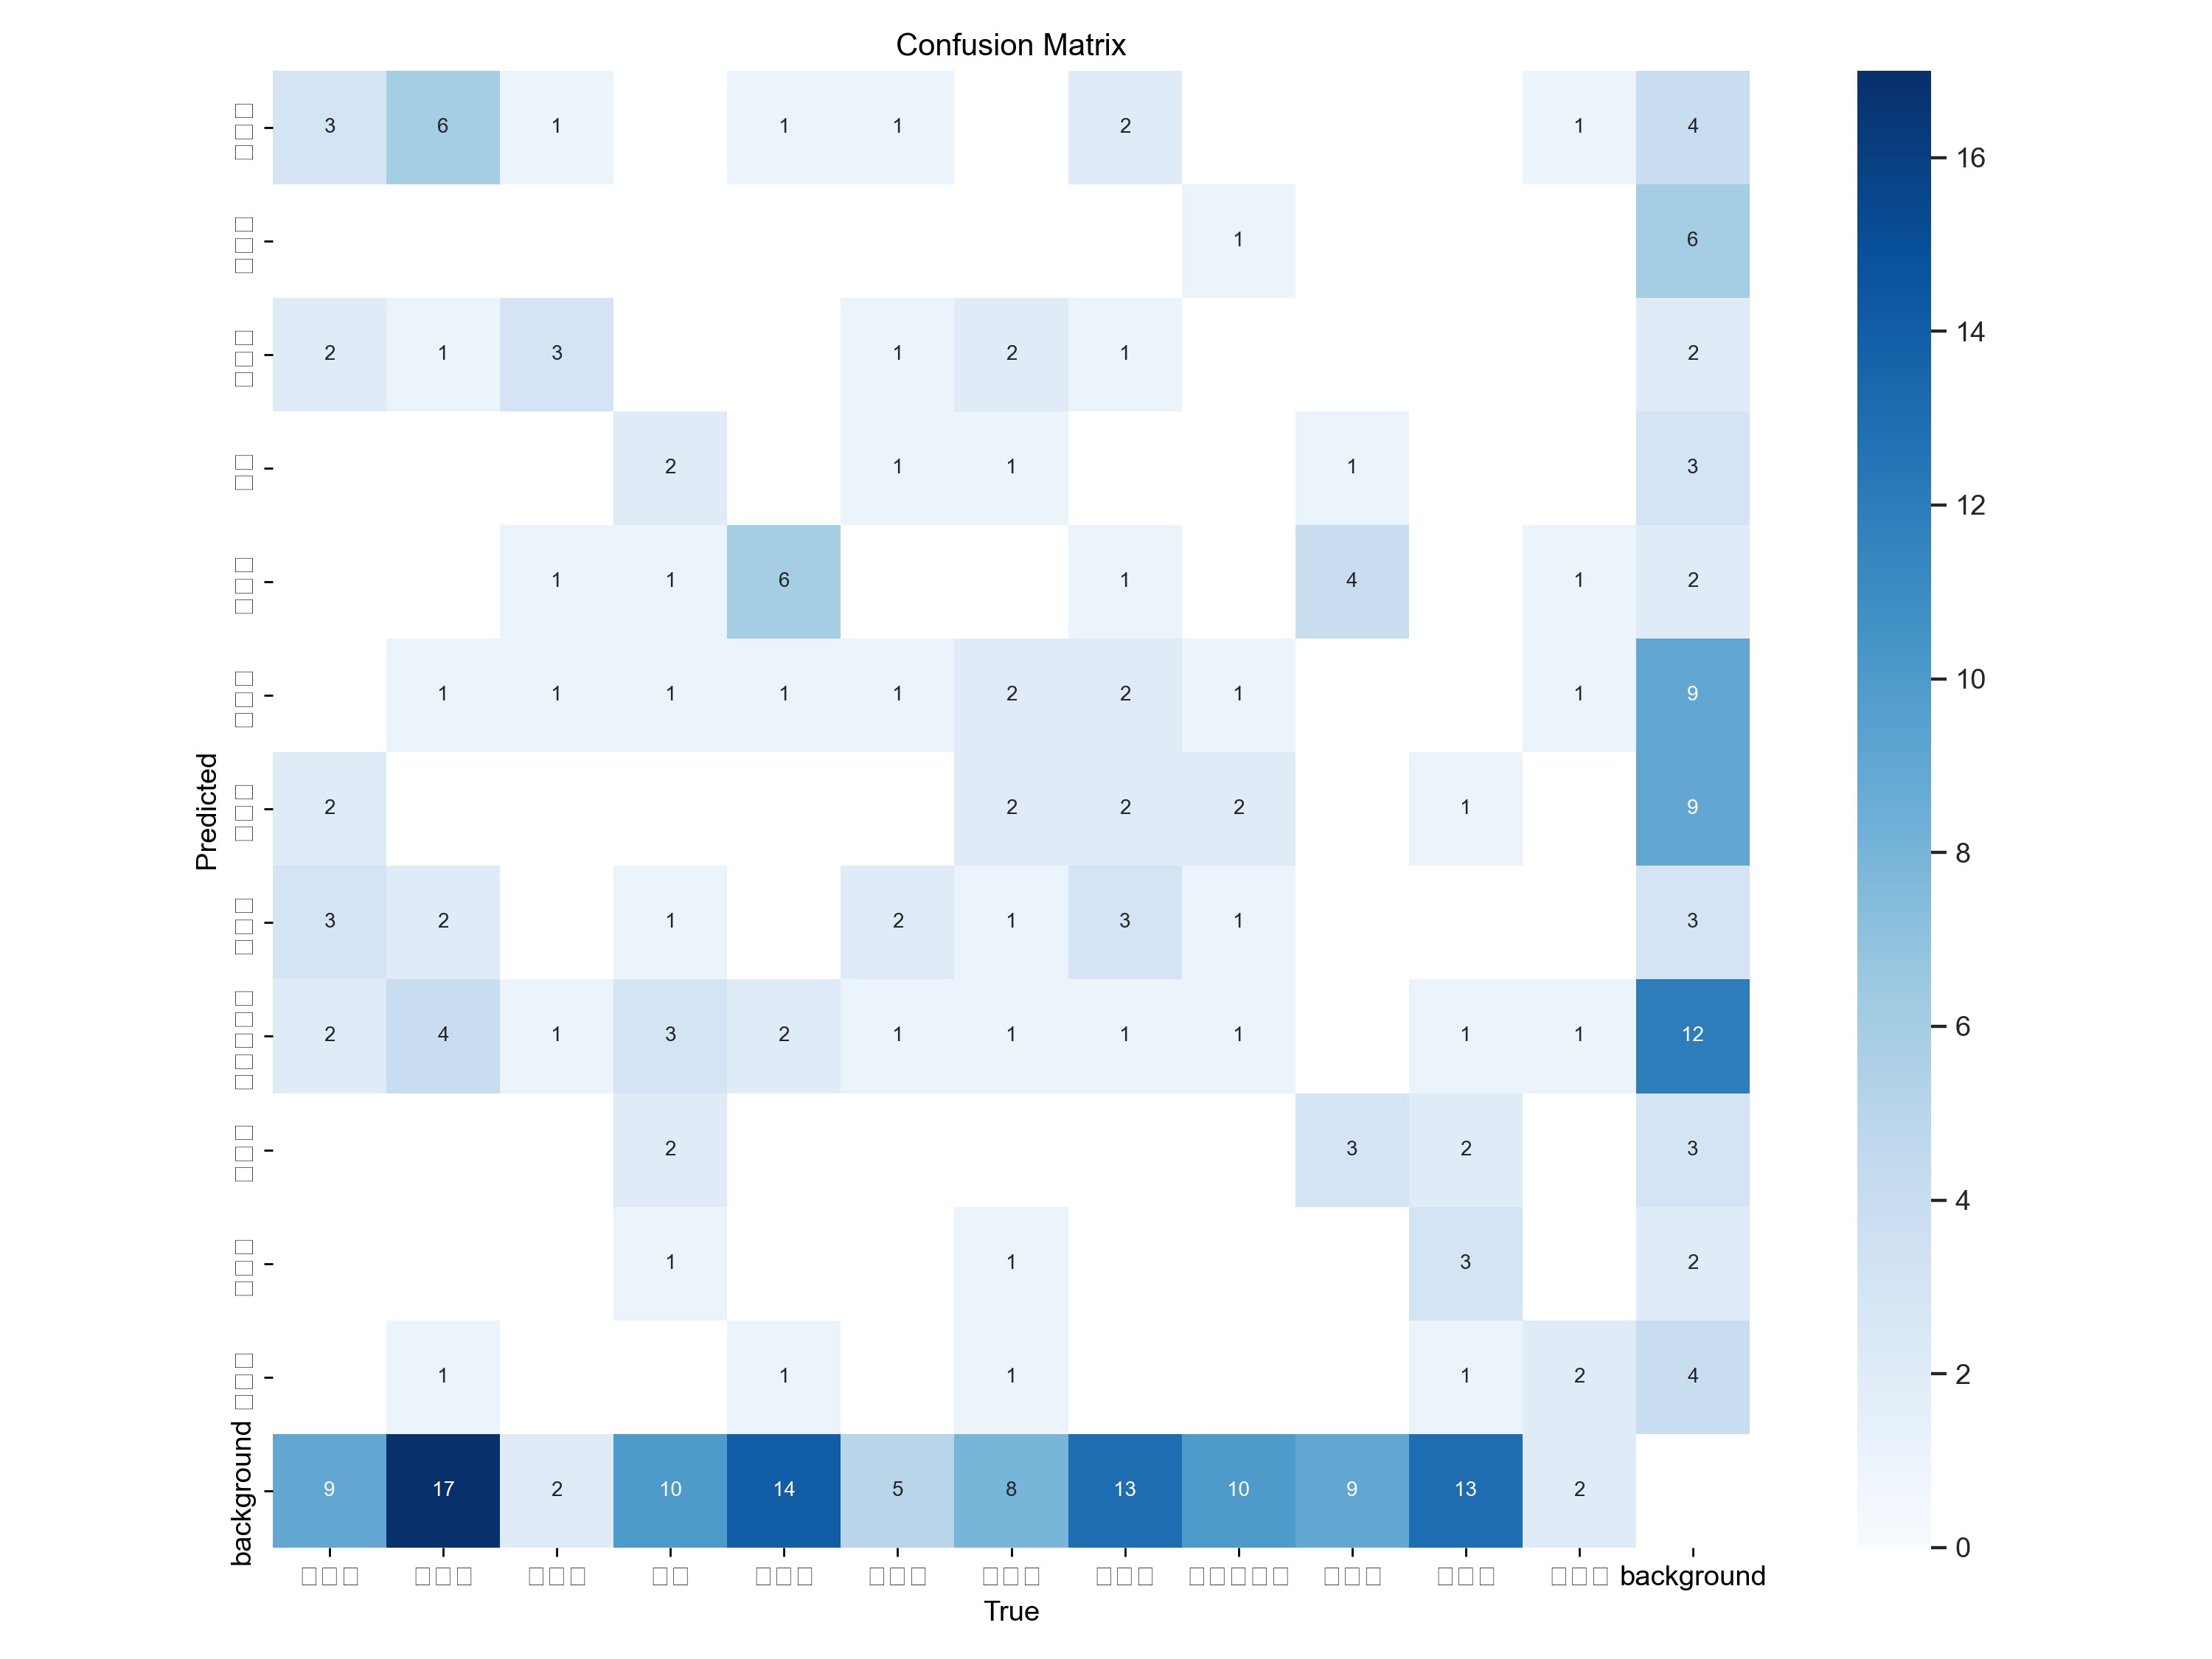 Confusion Matrix
3 6 1 1 1 2 1 4
1 6
2 1 3 1 2 1 2
2 1 1 1 3
1 1 6 1 4 1 2
1 1 1 1 1 2 2 1 1 9
2 2 2 2 1 9
3 2 1 2 1 3 1 3
2 4 1 3 2 1 1 1 1 1 1 12
2 3 2 3
1 1 3 2
1 1 1 1 2 4
9 17 2 10 14 5 8 13 10 9 13 2
background
Predicted
background
True
16
14
12
10
8
6
4
2
0